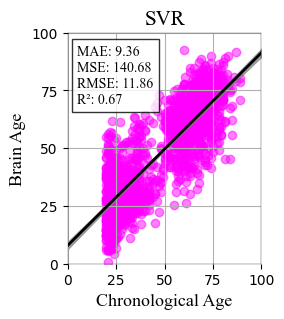 SVR
MAE: 9.36
MSE: 140.68
RMSE: 11.86
R²: 0.67
100
75
50
25
0
Brain Age
0 25 50 75 100
Chronological Age